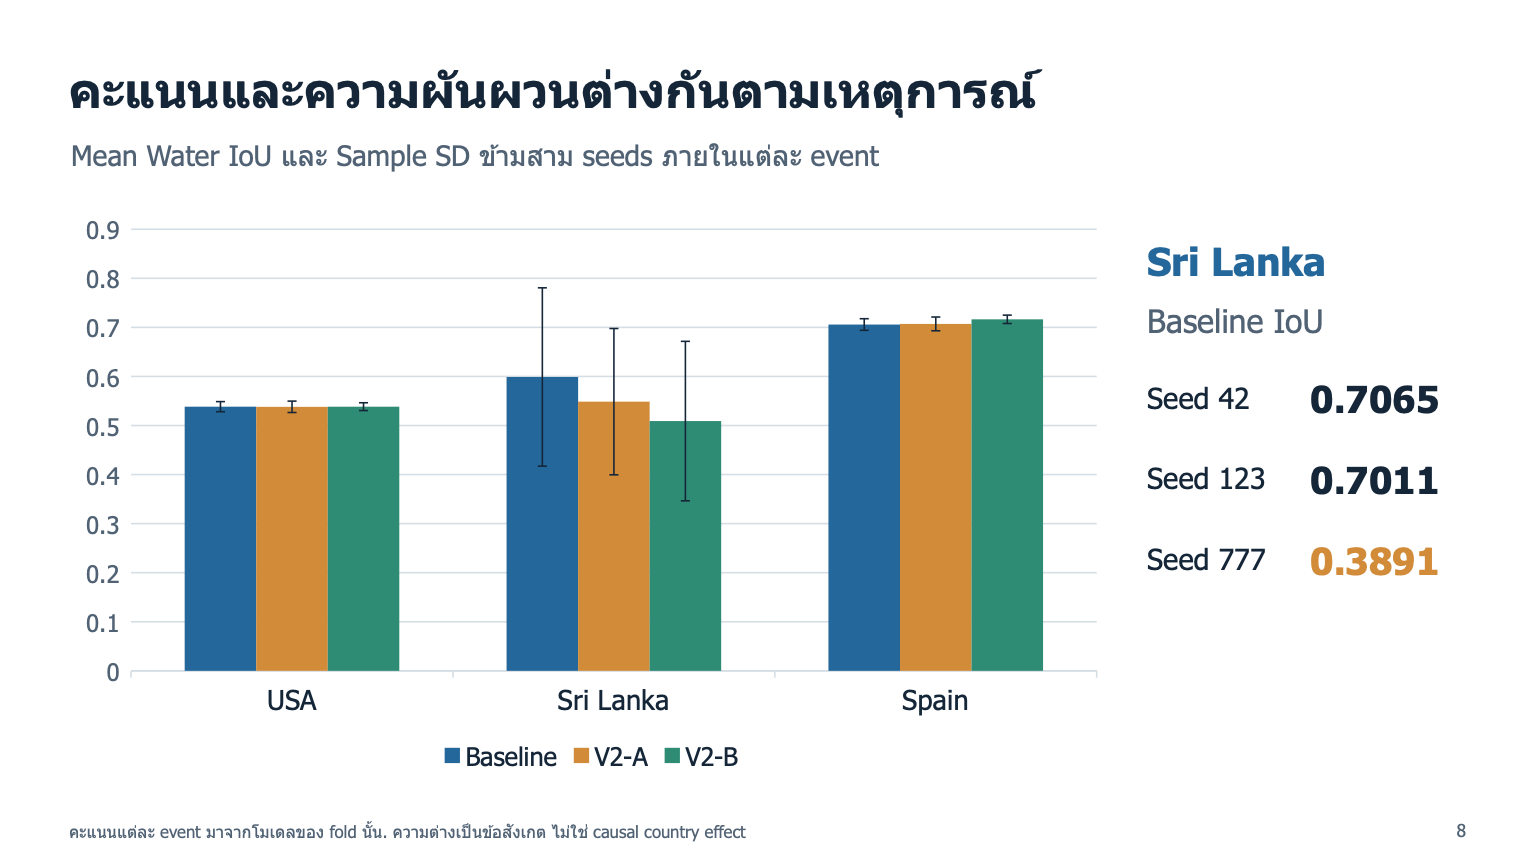 คะแนนและความผันผวนต่างกันตามเหตุการณ์
Mean Water IoU และ Sample SD ข้ามสาม seeds ภายในแต่ละ event
0.9
0.8
0.7
0.6
0.5
0.4
0.3
0.2
0.1
0
USA
Sri Lanka
Spain
Baseline V2-A V2-B
Sri Lanka
Baseline IoU
Seed 42 0.7065
Seed 123 0.7011
Seed 777 0.3891
คะแนนแต่ละ event มาจากโมเดลของ fold นั้น. ความต่างเป็นข้อสังเกต ไม่ใช่ causal country effect
8